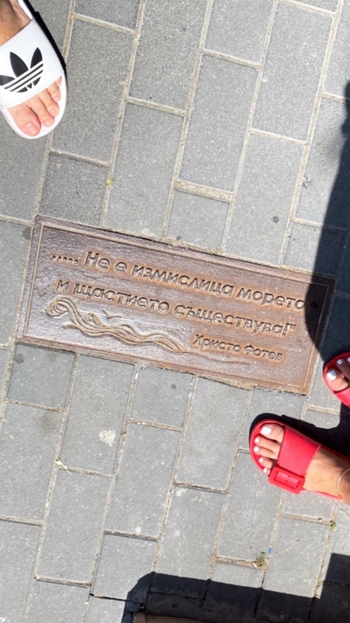 ..... Не е измислица морето
и щастието съществува!"
Христо Фотев